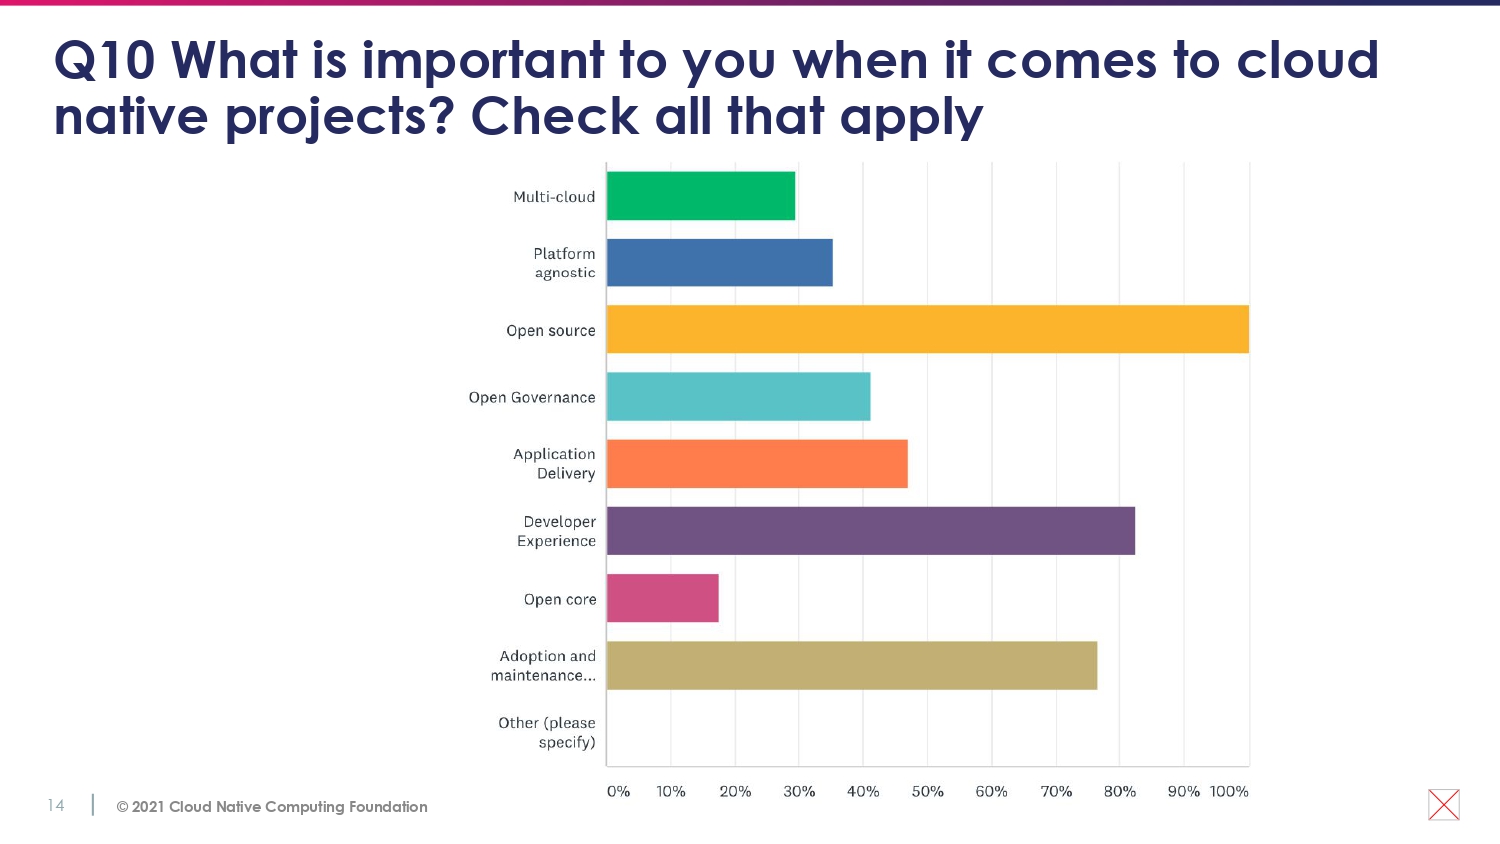 Q10 What is important to you when it comes to cloud
native projects? Check all that apply
Multi-cloud
Platform
agnostic
Open source
Open Governance
Application
Delivery
Developer
Experience
Open core
Adoption and
maintenance...
Other (please
specify)
0% 10% 20% 30% 40% 50% 60% 70% 80% 90% 100%
14 © 2021 Cloud Native Computing Foundation